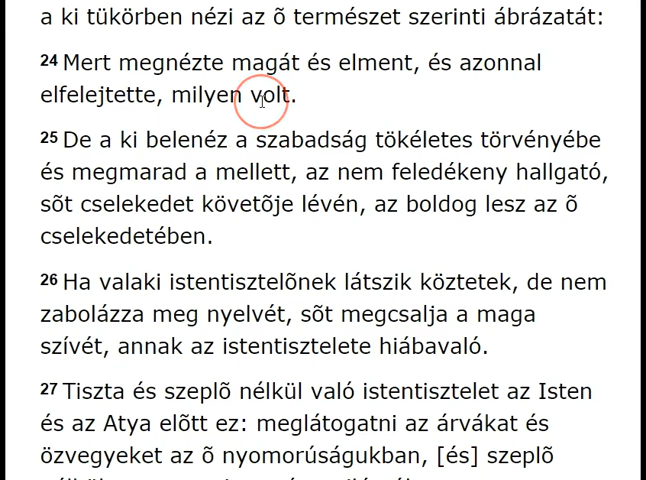 a ki tükörben nézi az õ természet szerinti ábrázatát:
24 Mert megnézte magát és elment, és azonnal
elfelejtette, milyen volt.
25 De a ki belenéz a szabadság tökéletes törvényébe
és megmarad a mellett, az nem feledékeny hallgató,
sõt cselekedet követõje lévén, az boldog lesz az õ
cselekedetében.
26 Ha valaki istentisztelõnek látszik köztetek, de nem
zabolázza meg nyelvét, sõt megcsalja a maga
szívét, annak az istentisztelete hiábavaló.
27 Tiszta és szeplõ nélkül való istentisztelet az Isten
és az Atya elõtt ez: meglátogatni az árvákat és
özvegyeket az õ nyomorúságukban, [és] szeplõ